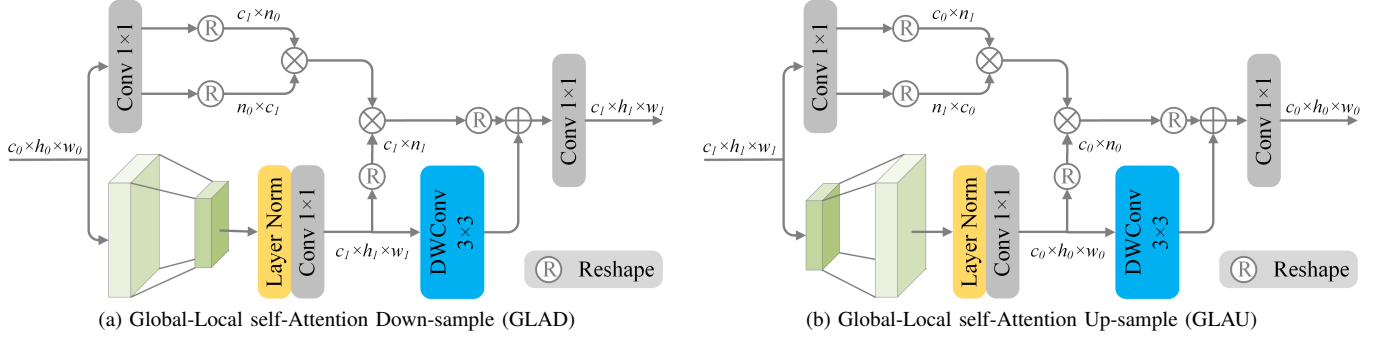 c₁×n₀
Conv 1×1
R
R
n₀×c₁
c₀×h₀×w₀
R
c₁×n₁
R
Conv 1×1
c₁×h₁×w₁
Layer Norm
Conv 1×1
c₁×h₁×w₁
DWConv
3×3
R Reshape
(a) Global-Local self-Attention Down-sample (GLAD)
c₀×n₁
Conv 1×1
R
R
n₁×c₀
c₁×h₁×w₁
R
c₀×n₀
R
Conv 1×1
c₀×h₀×w₀
Layer Norm
Conv 1×1
c₀×h₀×w₀
DWConv
3×3
R Reshape
(b) Global-Local self-Attention Up-sample (GLAU)